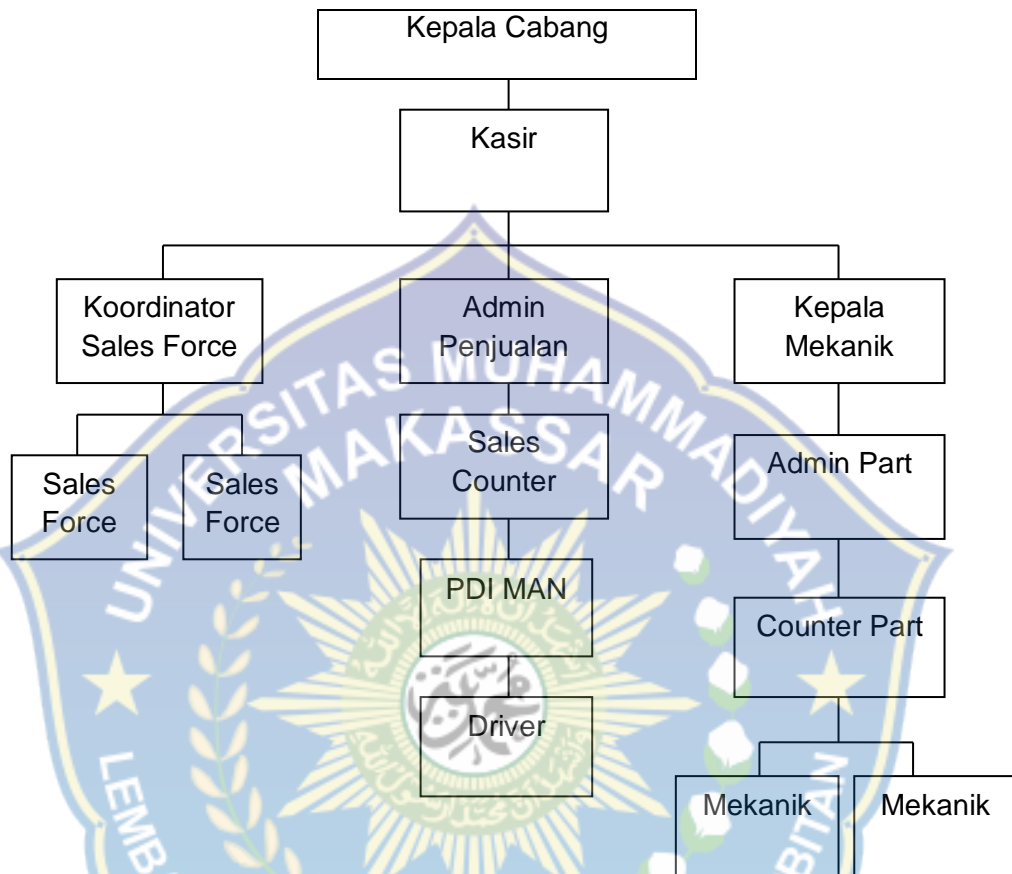 Kepala Cabang
Kasir
Koordinator
Sales Force
Admin
Penjualan
Kepala
Mekanik
Sales
Force
Sales
Force
Sales
Counter
Admin Part
PDI MAN
Counter Part
Driver
Mekanik
Mekanik
UNIVERSITAS MUHAMMADIYAH
MAKASSAR